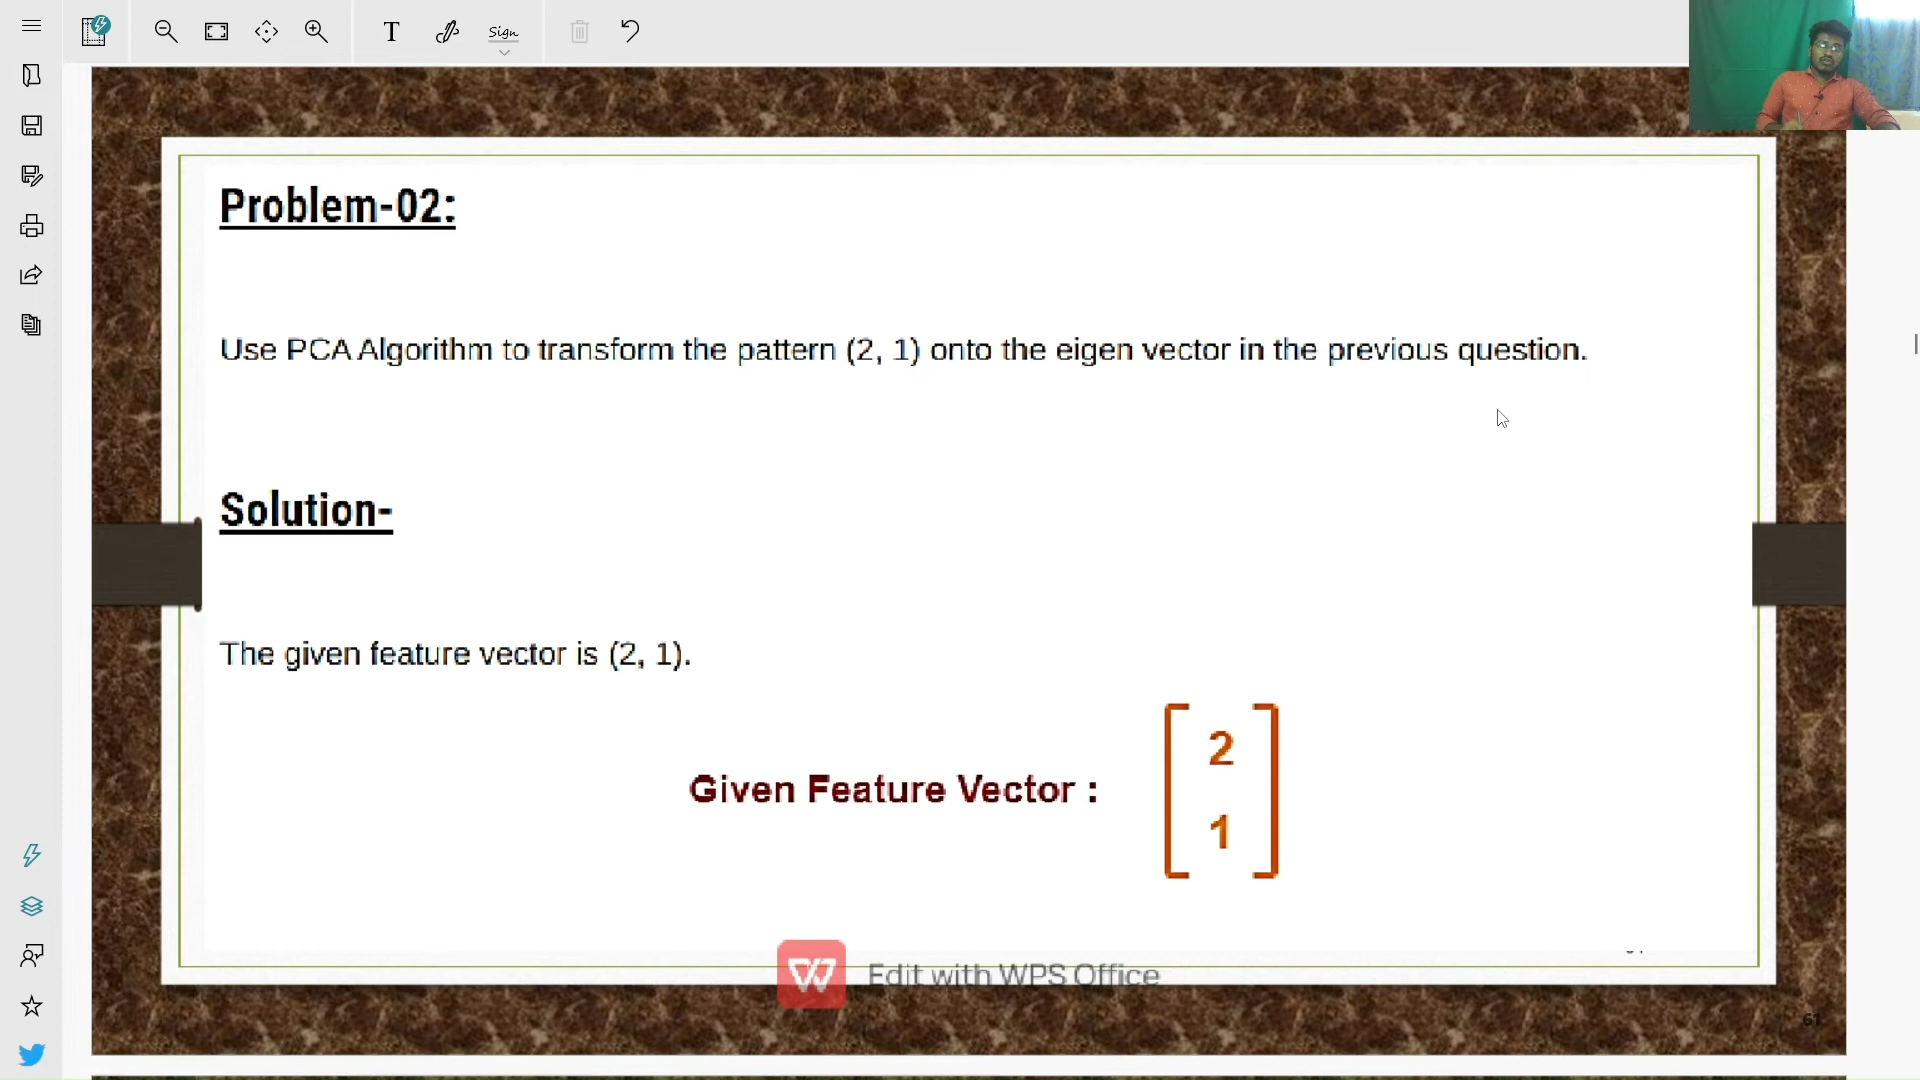 T
Sign
Problem-02:
Use PCA Algorithm to transform the pattern (2, 1) onto the eigen vector in the previous question.
Solution-
The given feature vector is (2, 1).
Given Feature Vector :
2
1
Edit with WPS Office
61